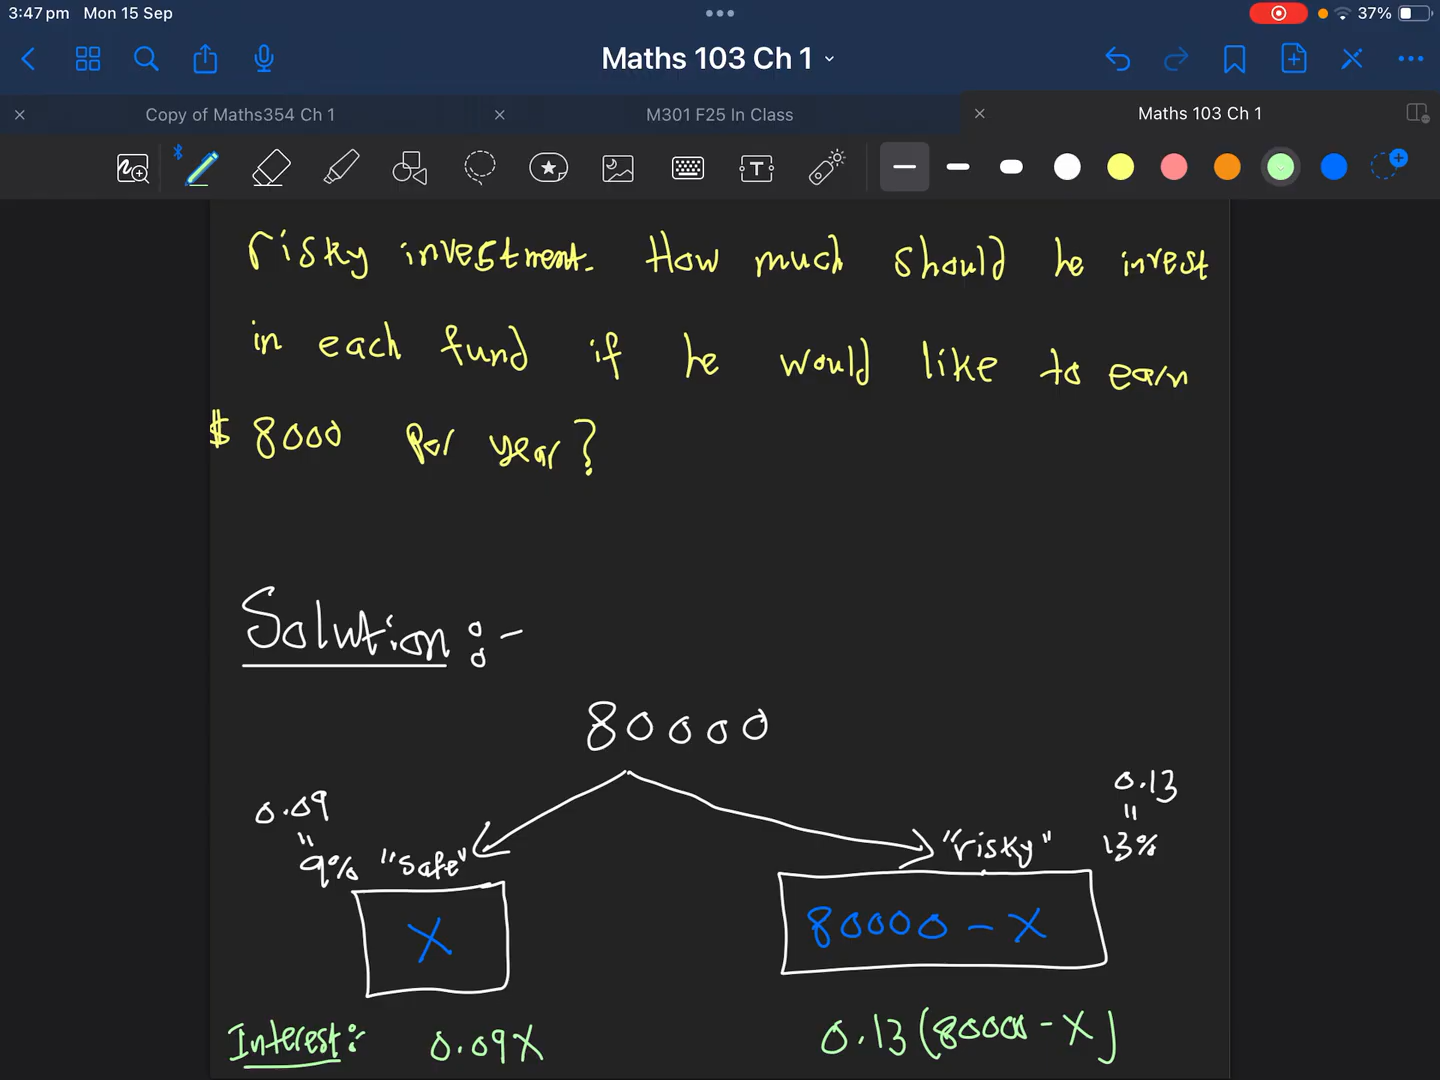 3:47 pm Mon 15 Sep
37%
Maths 103 Ch 1
Copy of Maths354 Ch 1
M301 F25 In Class
Maths 103 Ch 1
risky investment. How much should he invest
in each fund if he would like to earn
$ 8000 per year?
Solution :-
80000
0.09
=
9% "safe"
0.13
=
"risky" 13%
X
80000 - X
Interest:- 0.09X 0.13(80000 - X)